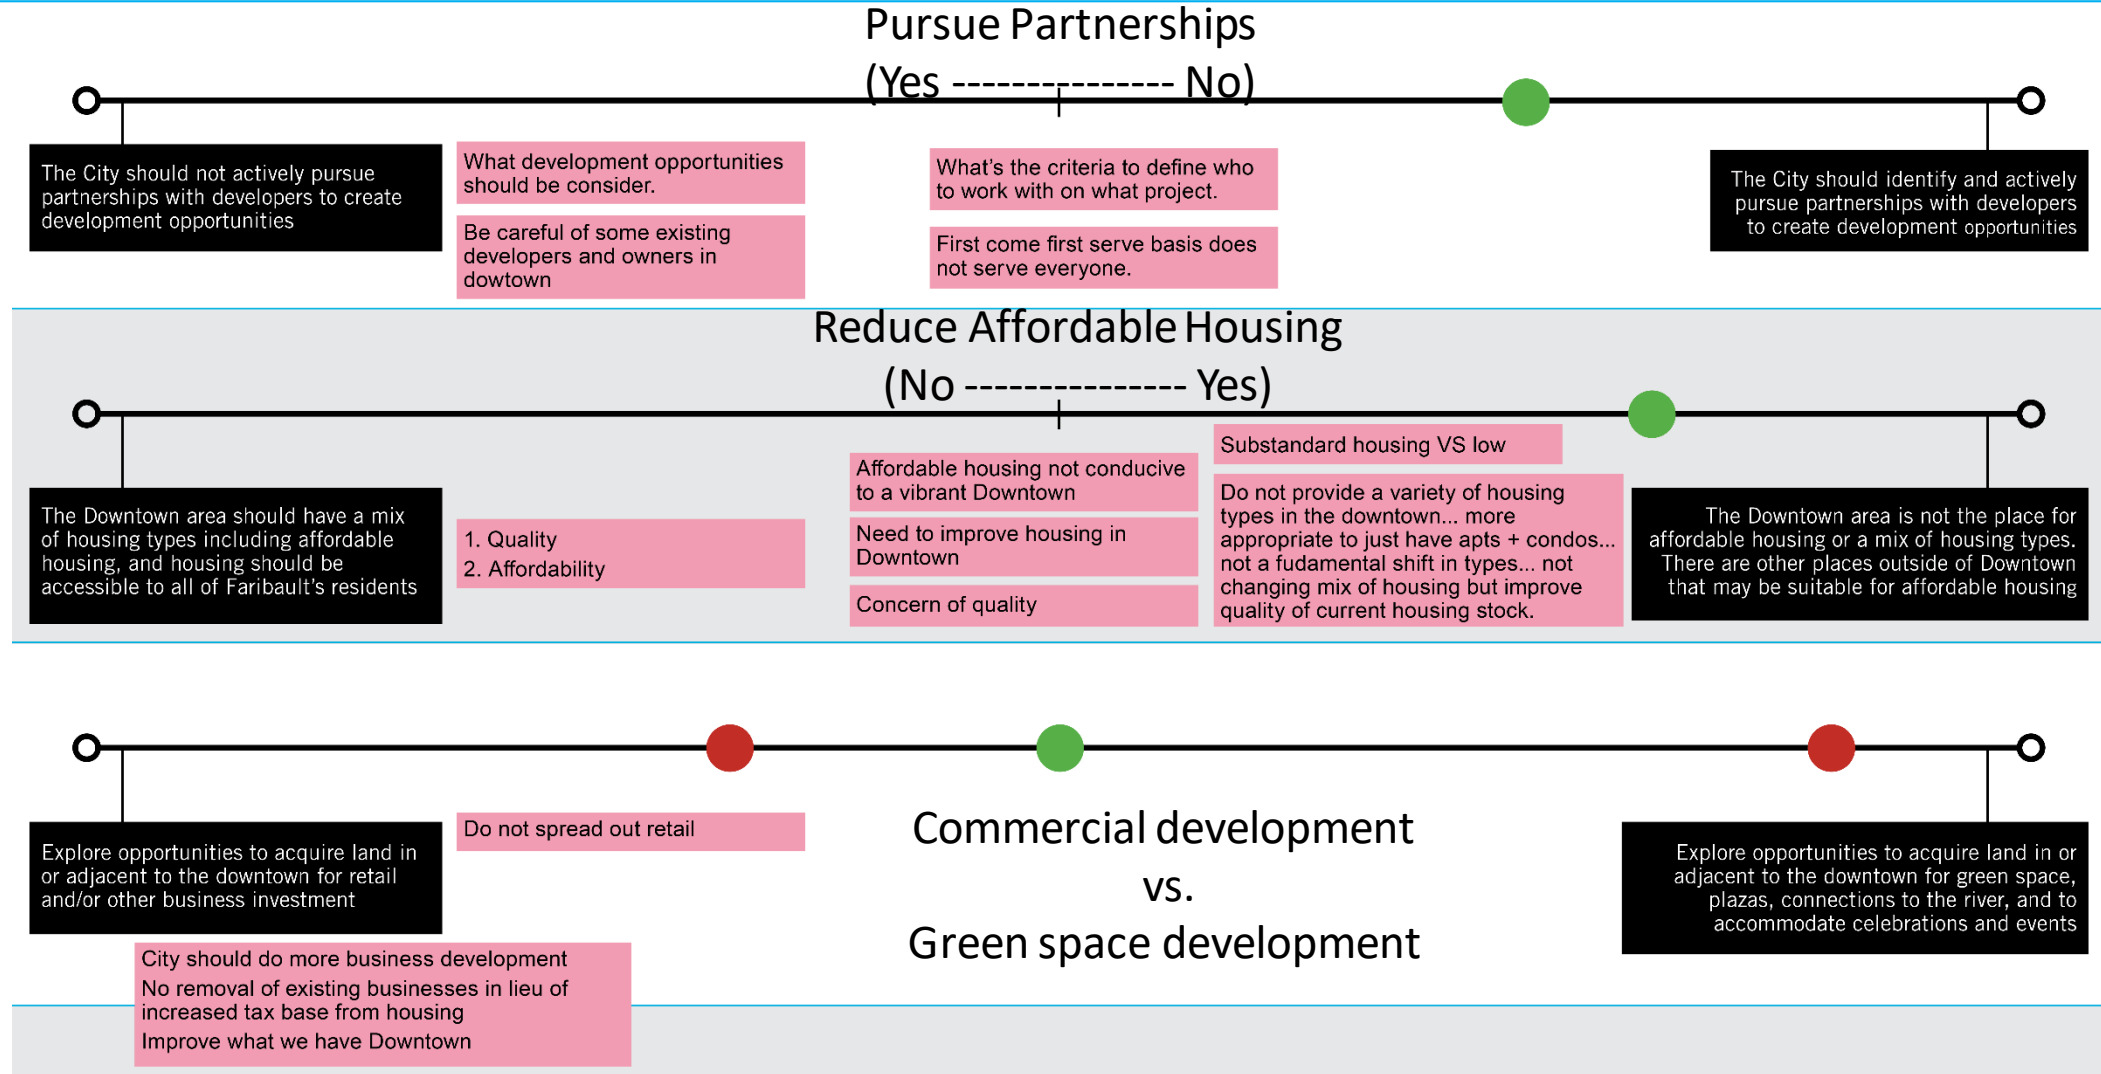 Pursue Partnerships
(Yes --------------- No)
The City should not actively pursue
partnerships with developers to create
development opportunities
What development opportunities
should be consider.
Be careful of some existing
developers and owners in
dowtown
What's the criteria to define who
to work with on what project.
First come first serve basis does
not serve everyone.
The City should identify and actively
pursue partnerships with developers
to create development opportunities
Reduce Affordable Housing
(No --------------- Yes)
The Downtown area should have a mix
of housing types including affordable
housing, and housing should be
accessible to all of Faribault's residents
1. Quality
2. Affordability
Affordable housing not conducive
to a vibrant Downtown
Need to improve housing in
Downtown
Concern of quality
Substandard housing VS low
Do not provide a variety of housing
types in the downtown... more
appropriate to just have apts + condos...
not a fudamental shift in types... not
changing mix of housing but improve
quality of current housing stock.
The Downtown area is not the place for
affordable housing or a mix of housing types.
There are other places outside of Downtown
that may be suitable for affordable housing
Explore opportunities to acquire land in
or adjacent to the downtown for retail
and/or other business investment
Do not spread out retail
City should do more business development
No removal of existing businesses in lieu of
increased tax base from housing
Improve what we have Downtown
Commercial development
vs.
Green space development
Explore opportunities to acquire land in or
adjacent to the downtown for green space,
plazas, connections to the river, and to
accommodate celebrations and events